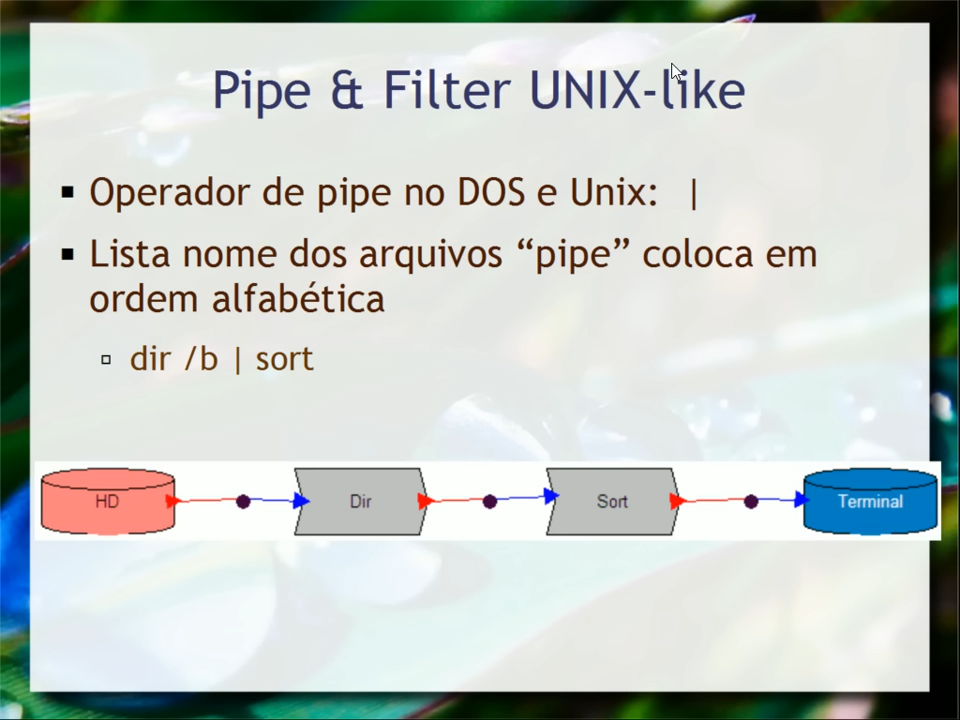 Pipe & Filter UNIX-like
Operador de pipe no DOS e Unix: |
Lista nome dos arquivos “pipe” coloca em
ordem alfabética
dir /b | sort
HD Dir Sort Terminal